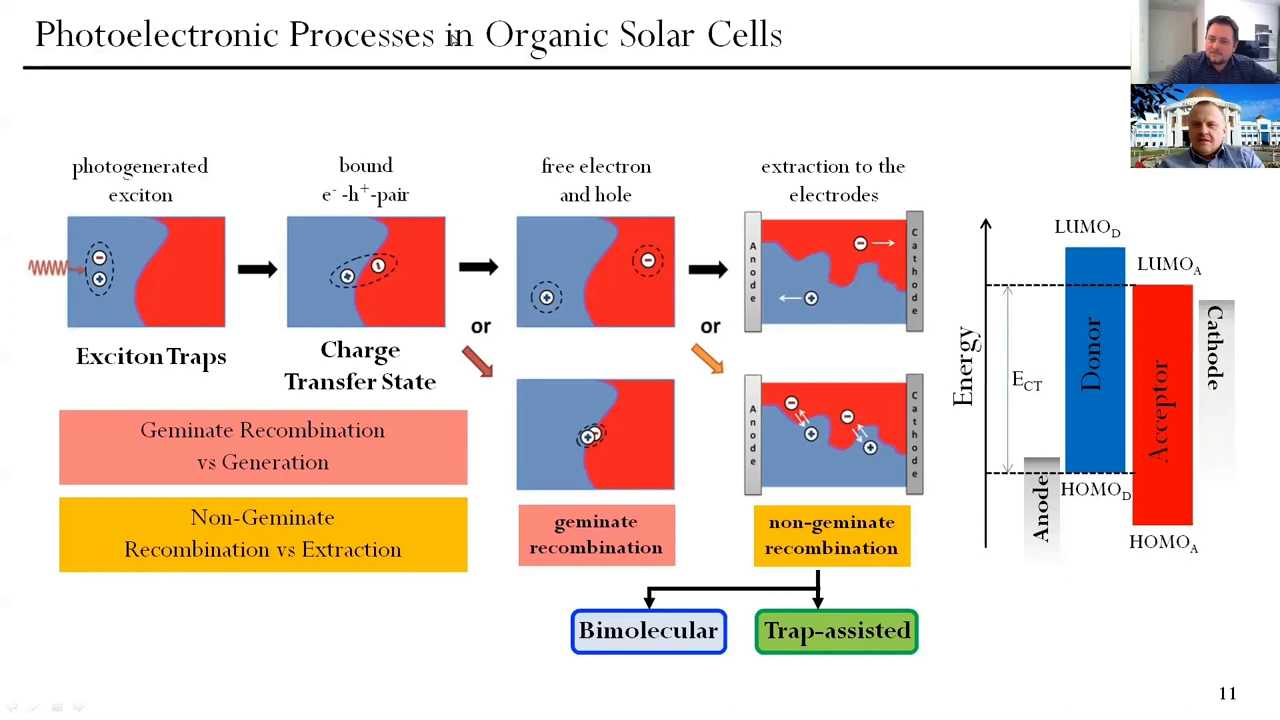 Photoelectronic Processes in Organic Solar Cells
photogenerated
exciton
bound
e⁻ -h⁺-pair
free electron
and hole
extraction to the
electrodes
Anode
Cathode
or
or
Exciton Traps
Charge
Transfer State
Geminate Recombination
vs Generation
Non-Geminate
Recombination vs Extraction
Anode
Cathode
geminate
recombination
non-geminate
recombination
Bimolecular
Trap-assisted
Energy
E_CT
LUMO_D
LUMO_A
Donor
Acceptor
Cathode
Anode
HOMO_D
HOMO_A
11